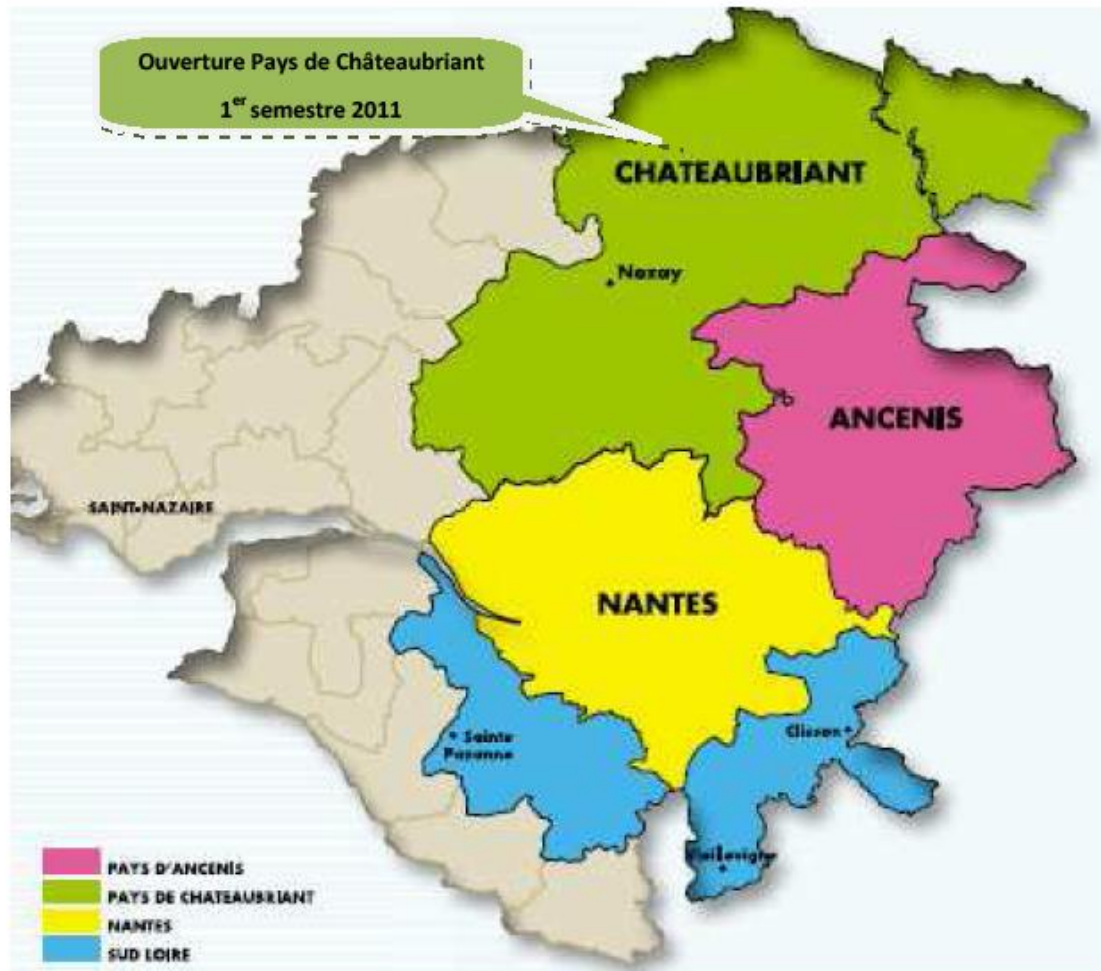 Ouverture Pays de Châteaubriant
1er semestre 2011
CHATEAUBRIANT
Nozay
ANCENIS
SAINT-NAZAIRE
NANTES
Sainte
Pazanne
Clisson
Vieillevigne
PAYS D'ANCENIS
PAYS DE CHATEAUBRIANT
NANTES
SUD LOIRE